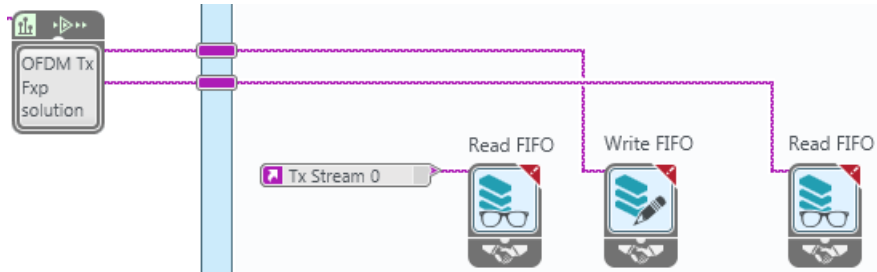 OFDM Tx
Fxp
solution
Read FIFO
Write FIFO
Read FIFO
Tx Stream 0